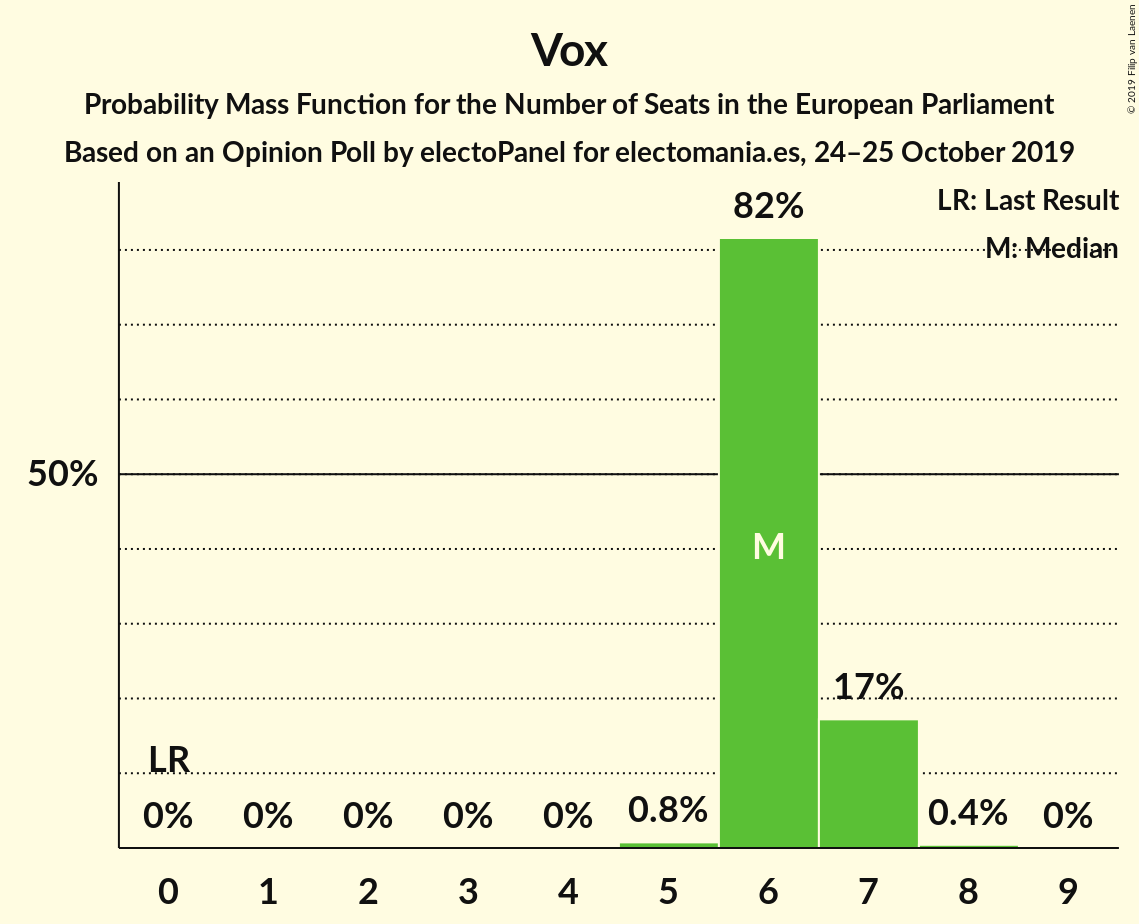 Vox
Probability Mass Function for the Number of Seats in the European Parliament
Based on an Opinion Poll by electoPanel for electomania.es, 24–25 October 2019
© 2019 Filip van Laenen
LR: Last Result
M: Median
82%
50%
M
17%
LR
0% 0% 0% 0% 0% 0.8% 0.4% 0%
0 1 2 3 4 5 6 7 8 9